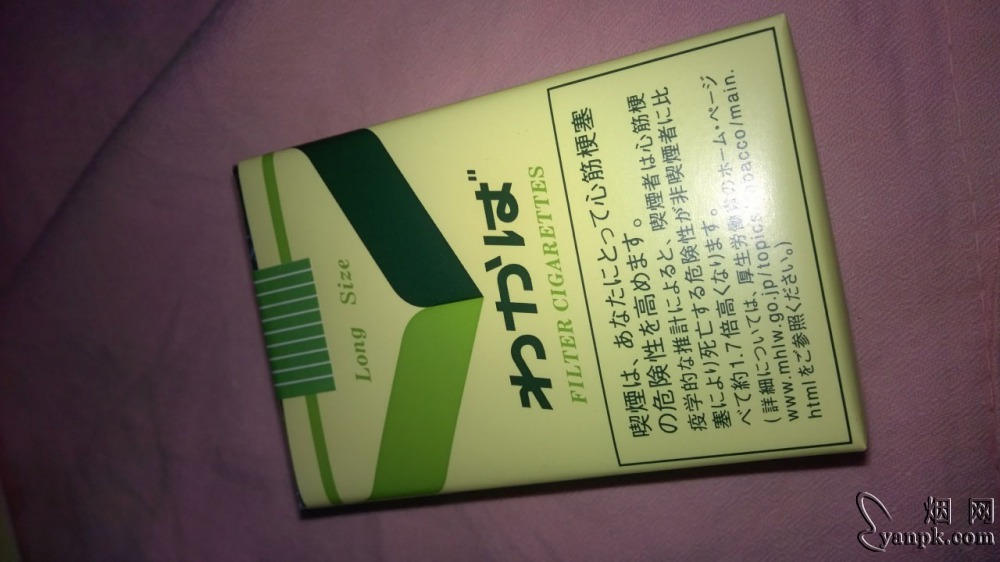 Long Size
わかば
FILTER CIGARETTES
喫煙は、あなたにとって心筋梗塞
の危険性を高めます。
疫学的な推計によると、喫煙者は心筋梗
塞により死亡する危険性が非喫煙者に比
べて約1.7倍高くなります。
(詳細については、厚生労働省のホーム・ページ
www.mhlw.go.jp/topics/tobacco/main.
htmlをご参照ください。)
烟网
yanpk.com